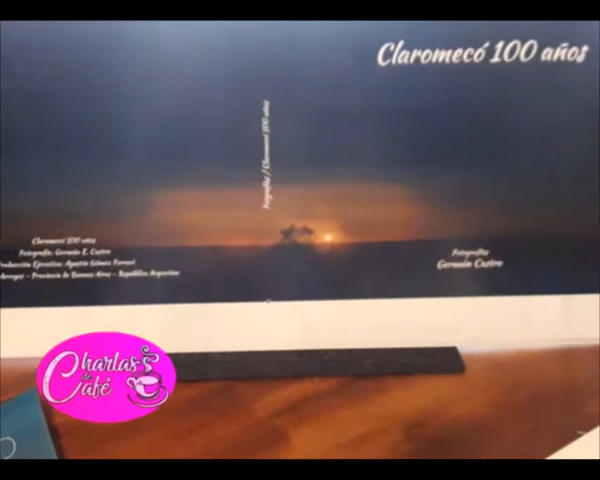 Claromecó 100 años
Fotografías / Claromecó 100 años
Claromecó 100 años
Fotografía: Germán E. Castro
Producción Ejecutiva: Agustín Gómez Ferrari
Arroyos - Provincia de Buenos Aires - República Argentina
Fotografías
Germán Castro
Charlas
de
Café